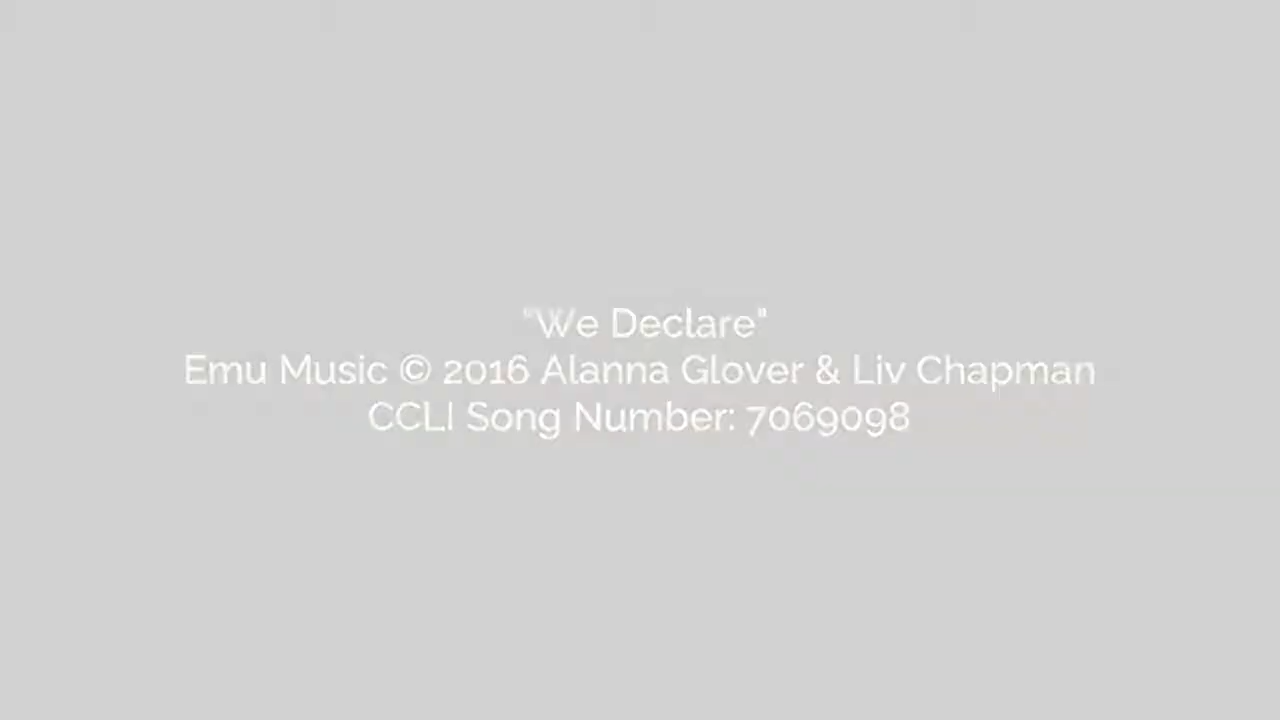 "We Declare"
Emu Music © 2016 Alanna Glover & Liv Chapman
CCLI Song Number: 7069098